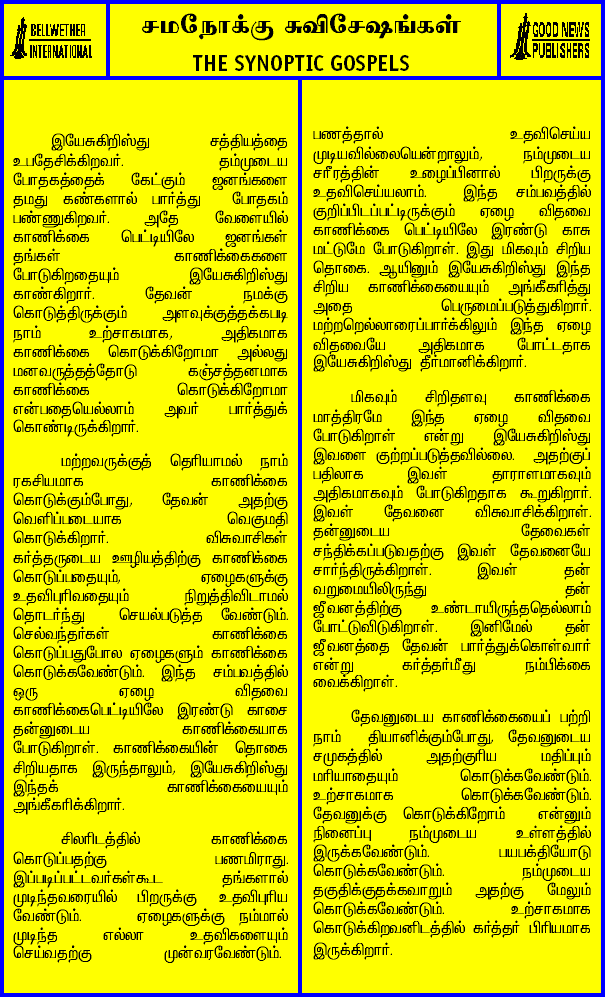 BELLWETHER
INTERNATIONAL
சமநோக்கு சுவிசேஷங்கள்
THE SYNOPTIC GOSPELS
GOOD NEWS
PUBLISHERS
இயேசுகிறிஸ்து சத்தியத்தை
உபதேசிக்கிறவர். தம்முடைய
போதகத்தைக் கேட்கும் ஜனங்களை
தமது கண்களால் பார்த்து போதகம்
பண்ணுகிறவர். அதே வேளையில்
காணிக்கை பெட்டியிலே ஜனங்கள்
தங்கள் காணிக்கைகளை
போடுகிறதையும் இயேசுகிறிஸ்து
காண்கிறார். தேவன் நமக்கு
கொடுத்திருக்கும் அளவுக்குத்தக்கபடி
நாம் உற்சாகமாக, அதிகமாக
காணிக்கை கொடுக்கிறோமா அல்லது
மனவருத்தத்தோடு கஞ்சத்தனமாக
காணிக்கை கொடுக்கிறோமா
என்பதையெல்லாம் அவர் பார்த்துக்
கொண்டிருக்கிறார்.
மற்றவருக்குத் தெரியாமல் நாம்
ரகசியமாக காணிக்கை
கொடுக்கும்போது, தேவன் அதற்கு
வெளிப்படையாக வெகுமதி
கொடுக்கிறார். விசுவாசிகள்
கர்த்தருடைய ஊழியத்திற்கு காணிக்கை
கொடுப்பதையும், ஏழைகளுக்கு
உதவிபுரிவதையும் நிறுத்திவிடாமல்
தொடர்ந்து செயல்படுத்த வேண்டும்.
செல்வந்தர்கள் காணிக்கை
கொடுப்பதுபோல ஏழைகளும் காணிக்கை
கொடுக்கவேண்டும். இந்த சம்பவத்தில்
ஒரு ஏழை விதவை
காணிக்கைபெட்டியிலே இரண்டு காசை
தன்னுடைய காணிக்கையாக
போடுகிறாள். காணிக்கையின் தொகை
சிறியதாக இருந்தாலும், இயேசுகிறிஸ்து
இந்தக் காணிக்கையையும்
அங்கீகரிக்கிறார்.
சிலரிடத்தில் காணிக்கை
கொடுப்பதற்கு பணமிராது.
இப்படிப்பட்டவர்கள்கூட தங்களால்
முடிந்தவரையில் பிறருக்கு உதவிபுரிய
வேண்டும். ஏழைகளுக்கு நம்மால்
முடிந்த எல்லா உதவிகளையும்
செய்வதற்கு முன்வரவேண்டும்.
பணத்தால் உதவிசெய்ய
முடியவில்லையென்றாலும், நம்முடைய
சரீரத்தின் உழைப்பினால் பிறருக்கு
உதவிசெய்யலாம். இந்த சம்பவத்தில்
குறிப்பிடப்பட்டிருக்கும் ஏழை விதவை
காணிக்கை பெட்டியிலே இரண்டு காசு
மட்டுமே போடுகிறாள். இது மிகவும் சிறிய
தொகை. ஆயினும் இயேசுகிறிஸ்து இந்த
சிறிய காணிக்கையையும் அங்கீகரித்து
அதை பெருமைப்படுத்துகிறார்.
மற்றறெல்லாரைப்பார்க்கிலும் இந்த ஏழை
விதவையே அதிகமாக போட்டதாக
இயேசுகிறிஸ்து தீர்மானிக்கிறார்.
மிகவும் சிறிதளவு காணிக்கை
மாத்திரமே இந்த ஏழை விதவை
போடுகிறாள் என்று இயேசுகிறிஸ்து
இவளை குற்றப்படுத்தவில்லை. அதற்குப்
பதிலாக இவள் தாராளமாகவும்
அதிகமாகவும் போடுகிறதாக கூறுகிறார்.
இவள் தேவனை விசுவாசிக்கிறாள்.
தன்னுடைய தேவைகள்
சந்திக்கப்படுவதற்கு இவள் தேவனையே
சார்ந்திருக்கிறாள். இவள் தன்
வறுமையிலிருந்து தன்
ஜீவனத்திற்கு உண்டாயிருந்ததெல்லாம்
போட்டுவிடுகிறாள். இனிமேல் தன்
ஜீவனத்தை தேவன் பார்த்துக்கொள்வார்
என்று கர்த்தர்மீது நம்பிக்கை
வைக்கிறாள்.
தேவனுடைய காணிக்கையைப் பற்றி
நாம் தியானிக்கும்போது, தேவனுடைய
சமுகத்தில் அதற்குரிய மதிப்பும்
மரியாதையும் கொடுக்கவேண்டும்.
உற்சாகமாக கொடுக்கவேண்டும்.
தேவனுக்கு கொடுக்கிறோம் என்னும்
நினைப்பு நம்முடைய உள்ளத்தில்
இருக்கவேண்டும். பயபக்தியோடு
கொடுக்கவேண்டும். நம்முடைய
தகுதிக்குதக்கவாறும் அதற்கு மேலும்
கொடுக்கவேண்டும். உற்சாகமாக
கொடுக்கிறவனிடத்தில் கர்த்தர் பிரியமாக
இருக்கிறார்.